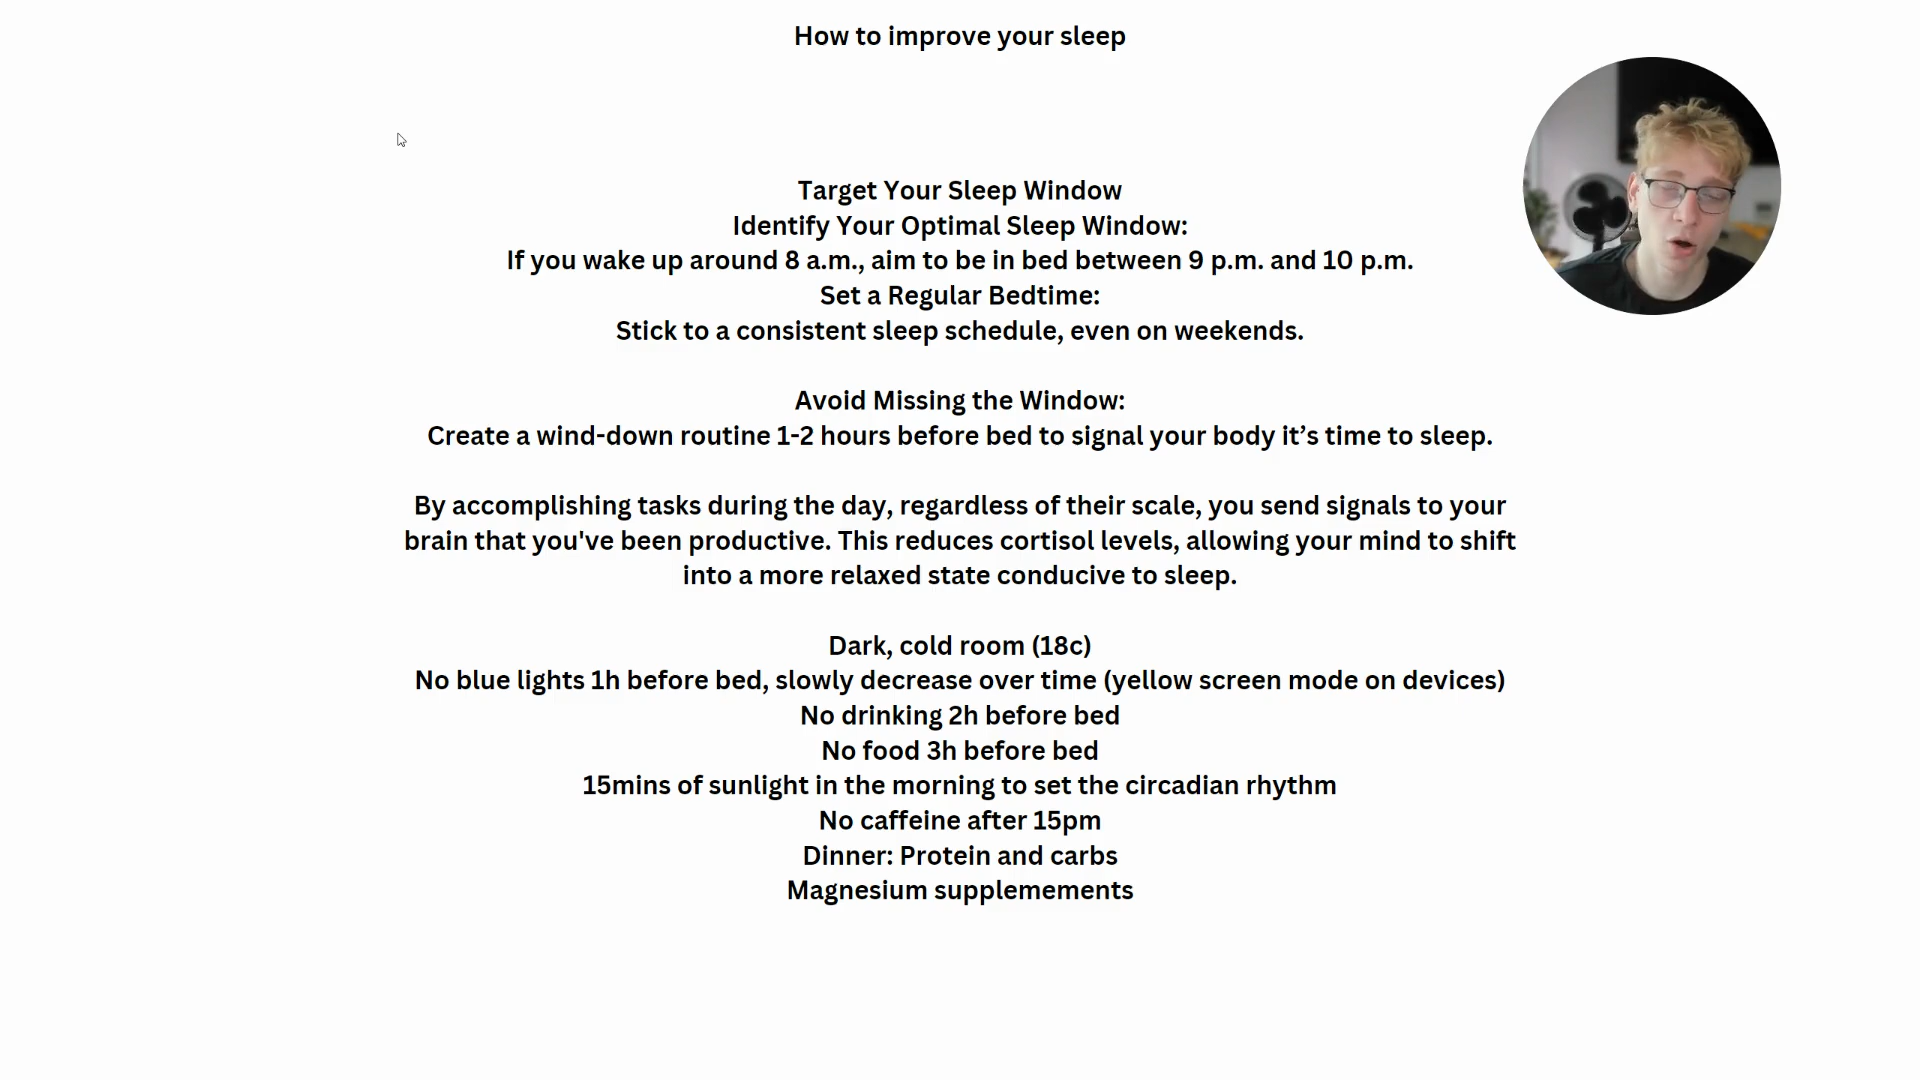 How to improve your sleep
Target Your Sleep Window
Identify Your Optimal Sleep Window:
If you wake up around 8 a.m., aim to be in bed between 9 p.m. and 10 p.m.
Set a Regular Bedtime:
Stick to a consistent sleep schedule, even on weekends.
Avoid Missing the Window:
Create a wind-down routine 1-2 hours before bed to signal your body it’s time to sleep.
By accomplishing tasks during the day, regardless of their scale, you send signals to your
brain that you've been productive. This reduces cortisol levels, allowing your mind to shift
into a more relaxed state conducive to sleep.
Dark, cold room (18c)
No blue lights 1h before bed, slowly decrease over time (yellow screen mode on devices)
No drinking 2h before bed
No food 3h before bed
15mins of sunlight in the morning to set the circadian rhythm
No caffeine after 15pm
Dinner: Protein and carbs
Magnesium supplemements